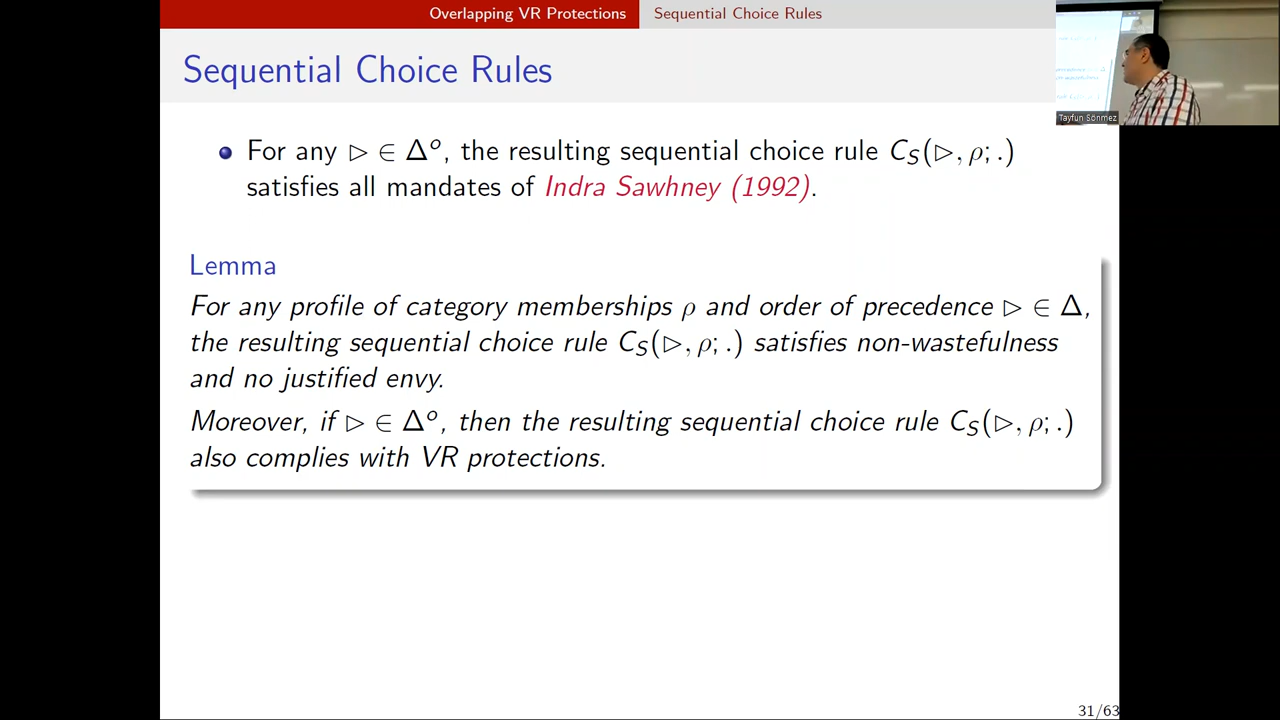 Overlapping VR Protections
Sequential Choice Rules
Sequential Choice Rules
For any ▷ ∈ Δᵒ, the resulting sequential choice rule C_S(▷, ρ; .)
satisfies all mandates of Indra Sawhney (1992).
Lemma
For any profile of category memberships ρ and order of precedence ▷ ∈ Δ,
the resulting sequential choice rule C_S(▷, ρ; .) satisfies non-wastefulness
and no justified envy.
Moreover, if ▷ ∈ Δᵒ, then the resulting sequential choice rule C_S(▷, ρ; .)
also complies with VR protections.
31/63
Tayfun Sönmez